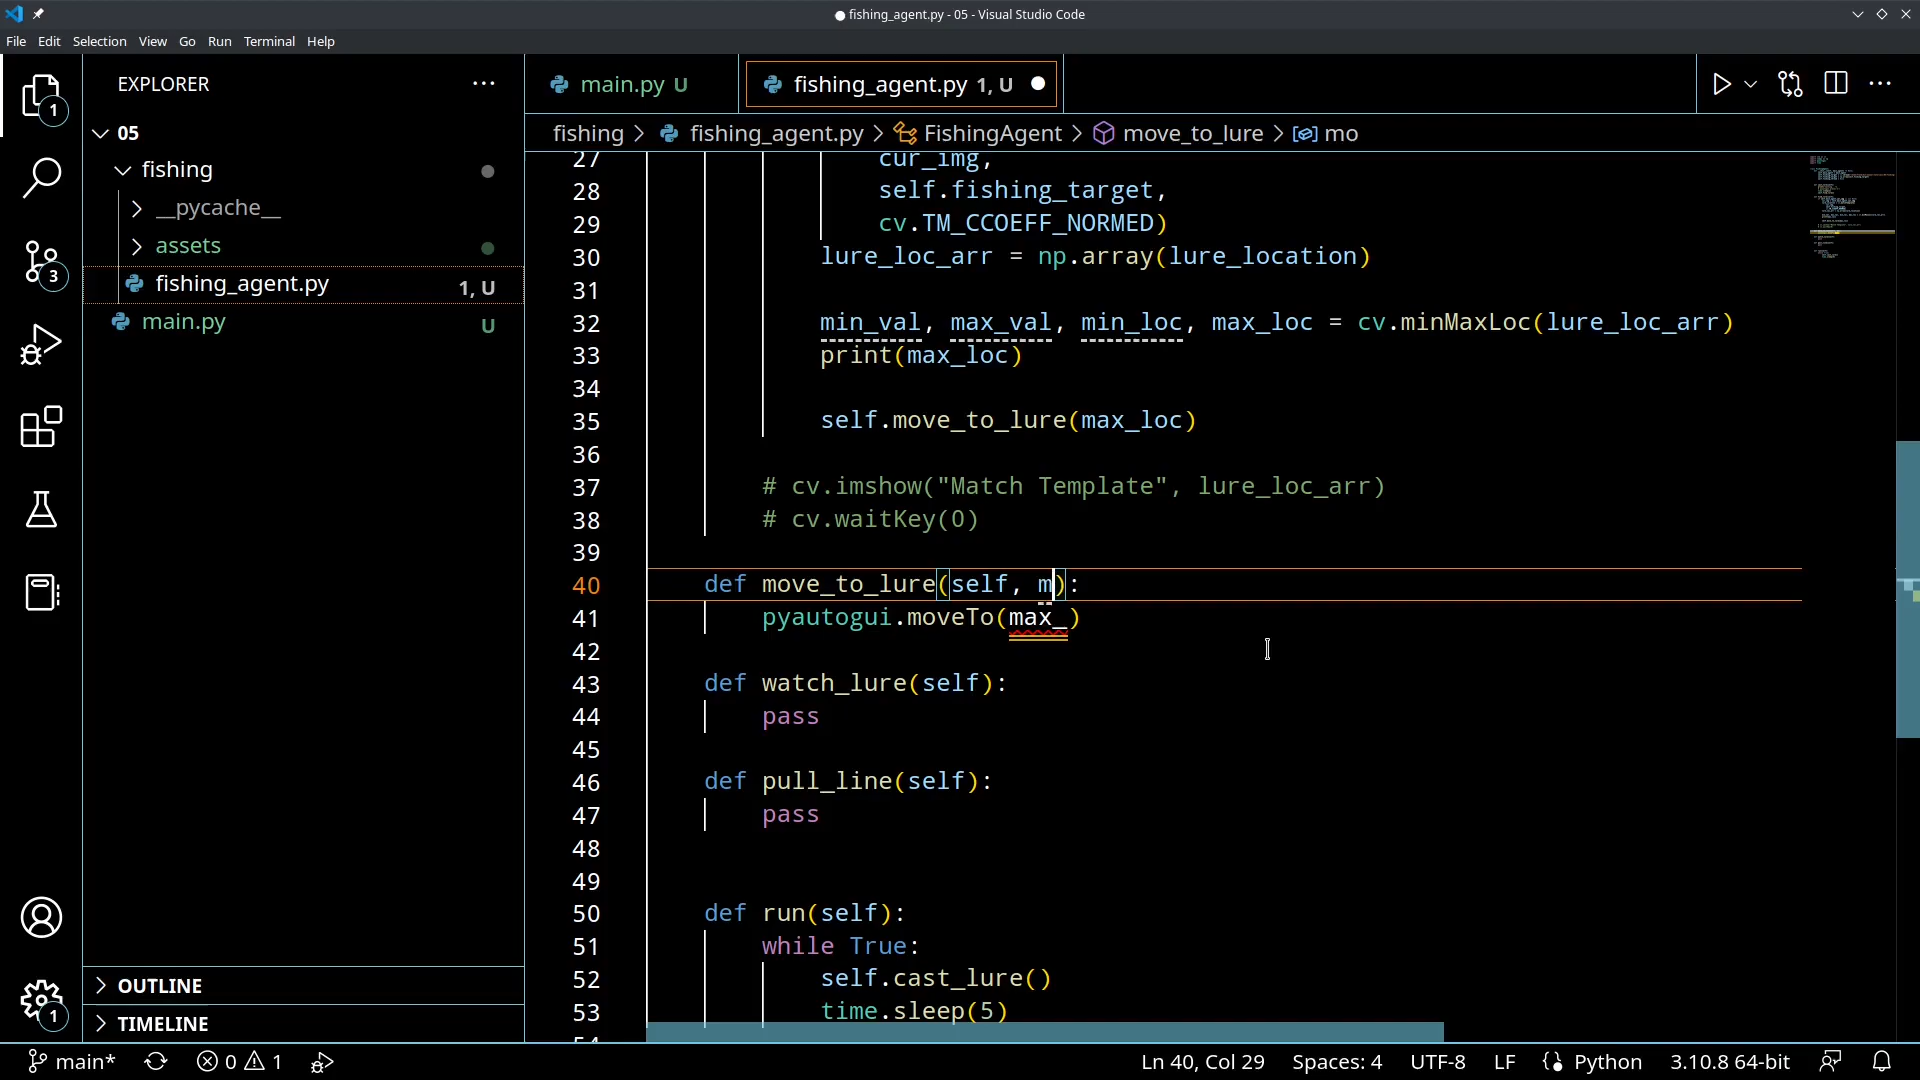 fishing_agent.py - 05 - Visual Studio Code
File Edit Selection View Go Run Terminal Help
EXPLORER
main.py U
fishing_agent.py 1, U
05
fishing > fishing_agent.py > FishingAgent > move_to_lure > mo
fishing
__pycache__
assets
fishing_agent.py 1, U
main.py U
27 cur_img,
28 self.fishing_target,
29 cv.TM_CCOEFF_NORMED)
30 lure_loc_arr = np.array(lure_location)
31
32 min_val, max_val, min_loc, max_loc = cv.minMaxLoc(lure_loc_arr)
33 print(max_loc)
34
35 self.move_to_lure(max_loc)
36
37 # cv.imshow("Match Template", lure_loc_arr)
38 # cv.waitKey(0)
39
40 def move_to_lure(self, m):
41 pyautogui.moveTo(max_)
42
43 def watch_lure(self):
44 pass
45
46 def pull_line(self):
47 pass
48
49
50 def run(self):
51 while True:
52 self.cast_lure()
53 time.sleep(5)
1
3
1
OUTLINE
TIMELINE
main* 0 1 Ln 40, Col 29 Spaces: 4 UTF-8 LF Python 3.10.8 64-bit